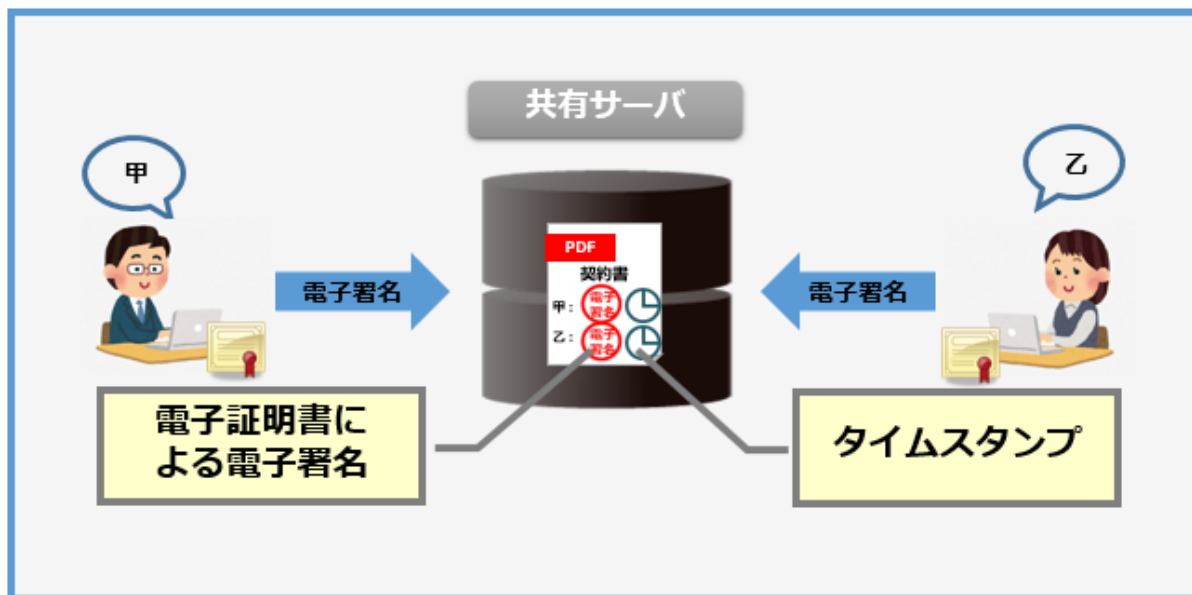 共有サーバ
甲
乙
PDF
契約書
電子署名
電子署名
甲：
電子
署名
乙：
電子
署名
電子証明書に
よる電子署名
タイムスタンプ